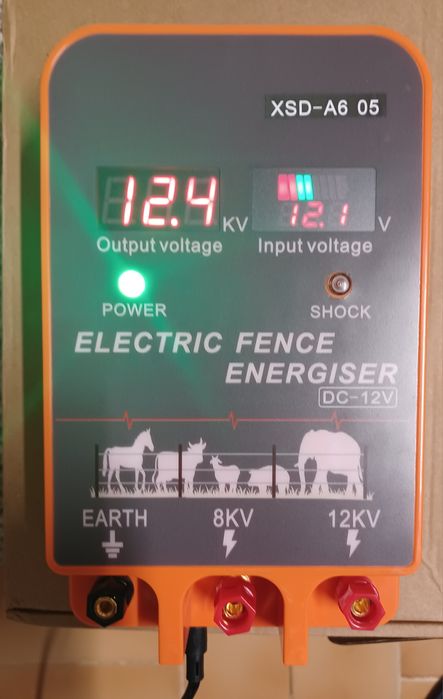 XSD-A6 05
12.4 KV
12.1 V
Output voltage
Input voltage
POWER
SHOCK
ELECTRIC FENCE
ENERGISER
DC-12V
EARTH 8KV 12KV